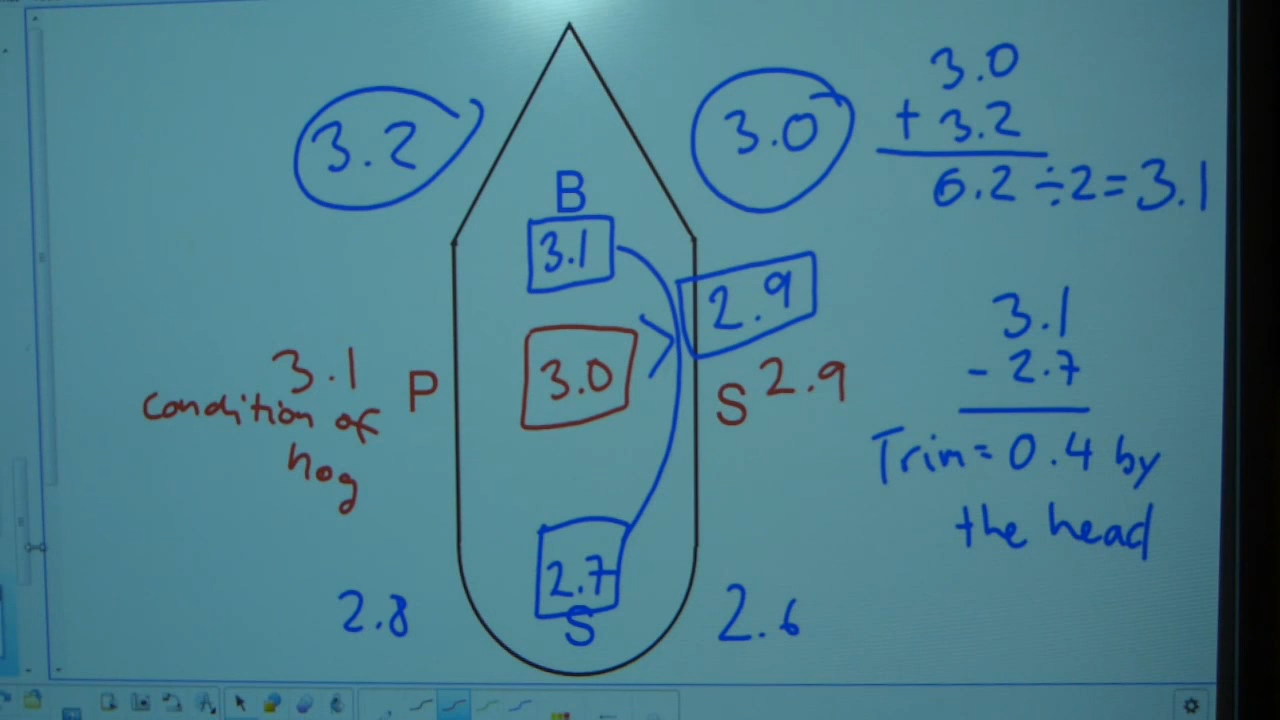 3.2
3.0
3.0
+ 3.2
6.2 ÷2= 3.1
B
3.1
2.9
3.1
- 2.7
Trim= 0.4 by
the head
3.1
condition of
hog
P
3.0
S 2.9
2.8
2.7
S
2.6